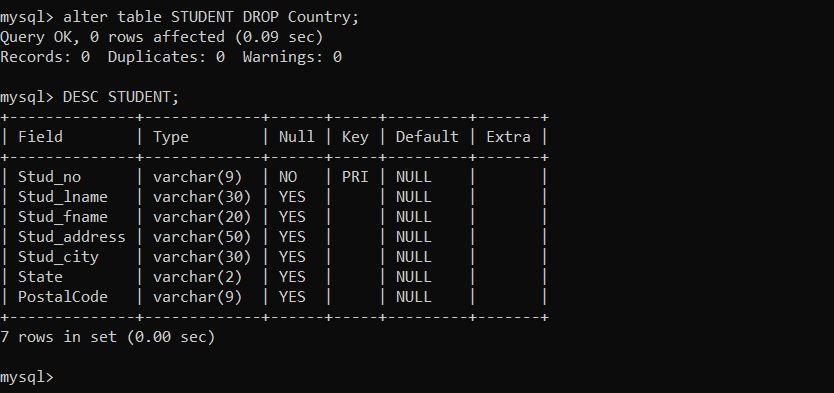 mysql> alter table STUDENT DROP Country;
Query OK, 0 rows affected (0.09 sec)
Records: 0  Duplicates: 0  Warnings: 0

mysql> DESC STUDENT;
+--------------+-------------+------+-----+---------+-------+
| Field        | Type        | Null | Key | Default | Extra |
+--------------+-------------+------+-----+---------+-------+
| Stud_no      | varchar(9)  | NO   | PRI | NULL    |       |
| Stud_lname   | varchar(30) | YES  |     | NULL    |       |
| Stud_fname   | varchar(20) | YES  |     | NULL    |       |
| Stud_address | varchar(50) | YES  |     | NULL    |       |
| Stud_city    | varchar(30) | YES  |     | NULL    |       |
| State        | varchar(2)  | YES  |     | NULL    |       |
| PostalCode   | varchar(9)  | YES  |     | NULL    |       |
+--------------+-------------+------+-----+---------+-------+
7 rows in set (0.00 sec)

mysql>